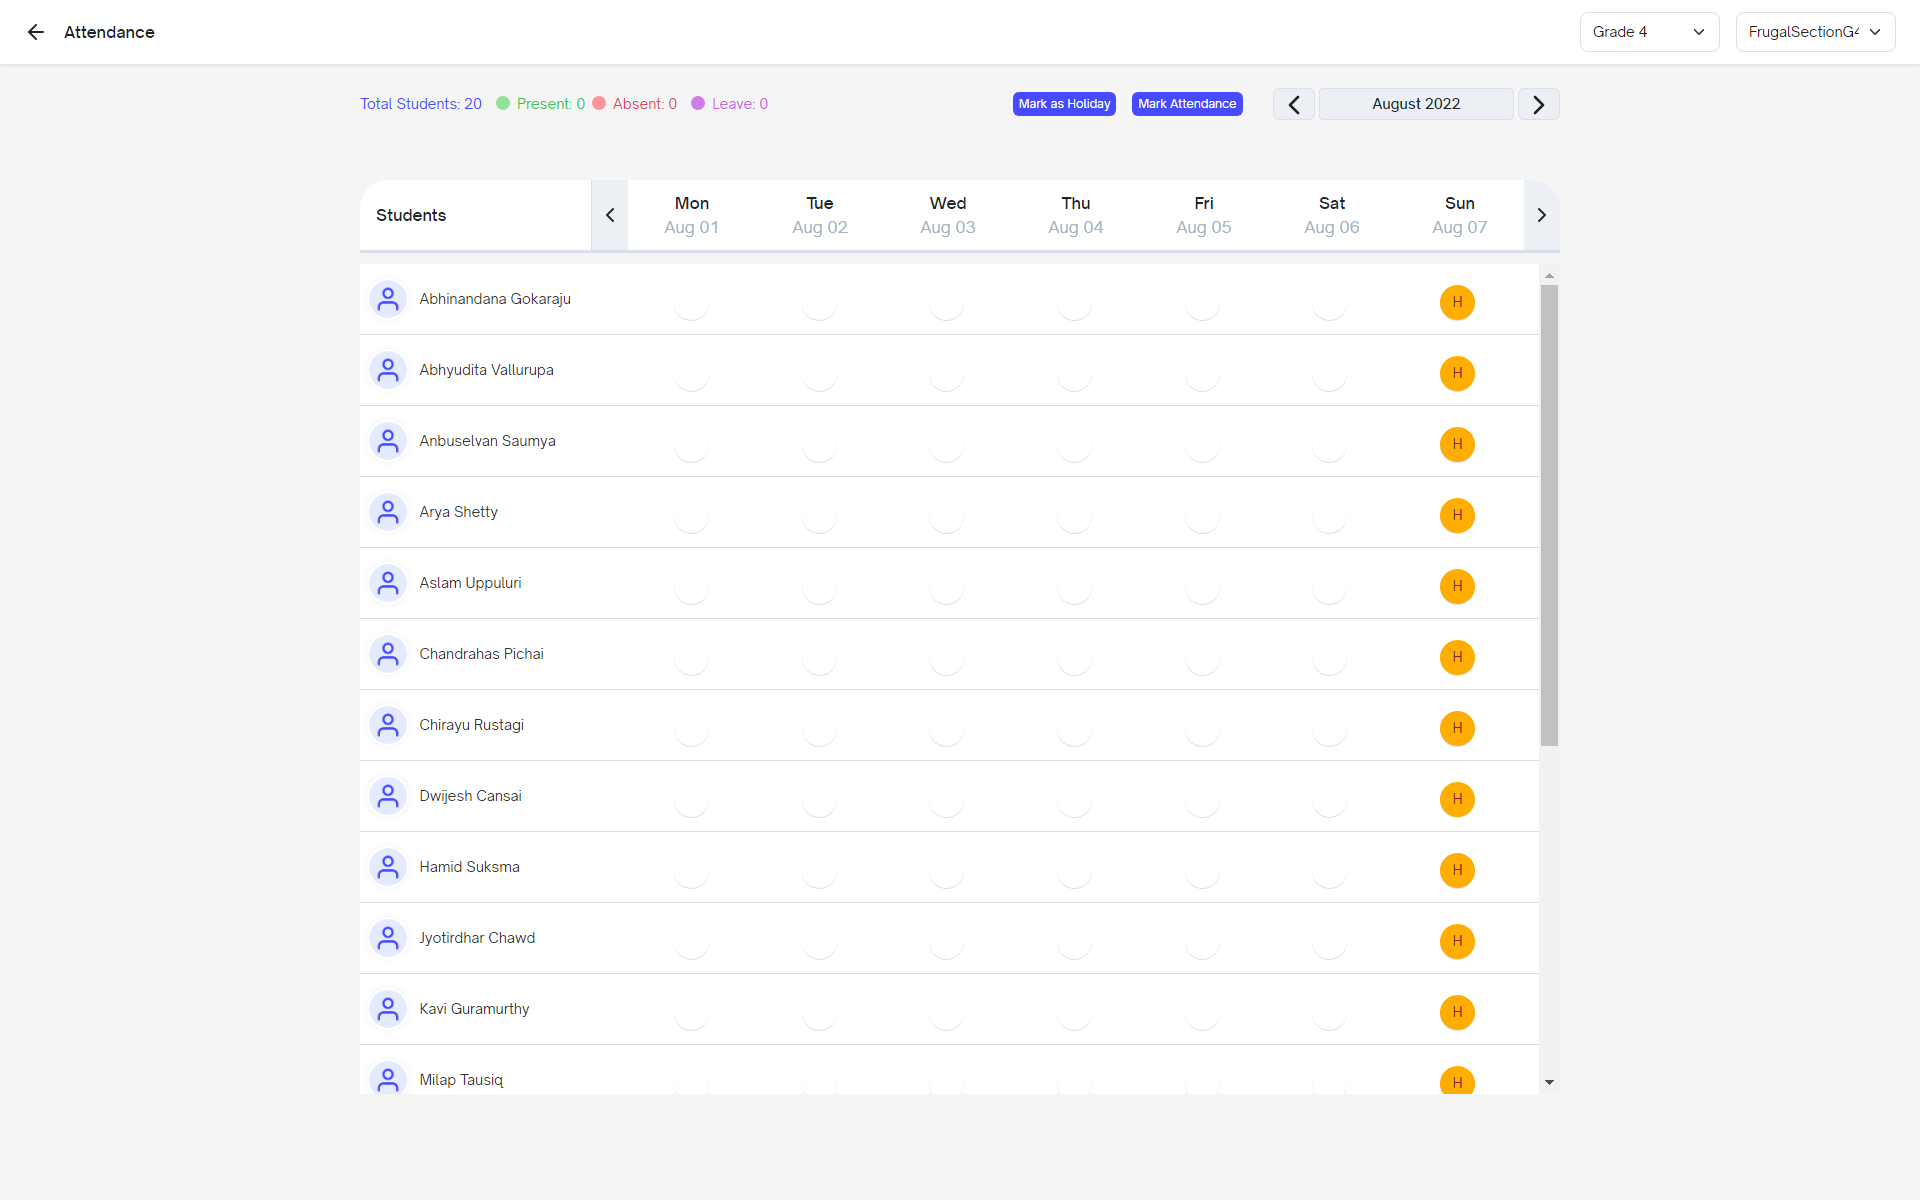 Attendance
Grade 4
FrugalSectionG4
Total Students: 20 Present: 0 Absent: 0 Leave: 0
Mark as Holiday
Mark Attendance
August 2022
Students
Mon Tue Wed Thu Fri Sat Sun
Aug 01 Aug 02 Aug 03 Aug 04 Aug 05 Aug 06 Aug 07
Abhinandana Gokaraju H
Abhyudita Vallurupa H
Anbuselvan Saumya H
Arya Shetty H
Aslam Uppuluri H
Chandrahas Pichai H
Chirayu Rustagi H
Dwijesh Cansai H
Hamid Suksma H
Jyotirdhar Chawd H
Kavi Guramurthy H
Milap Tausiq H